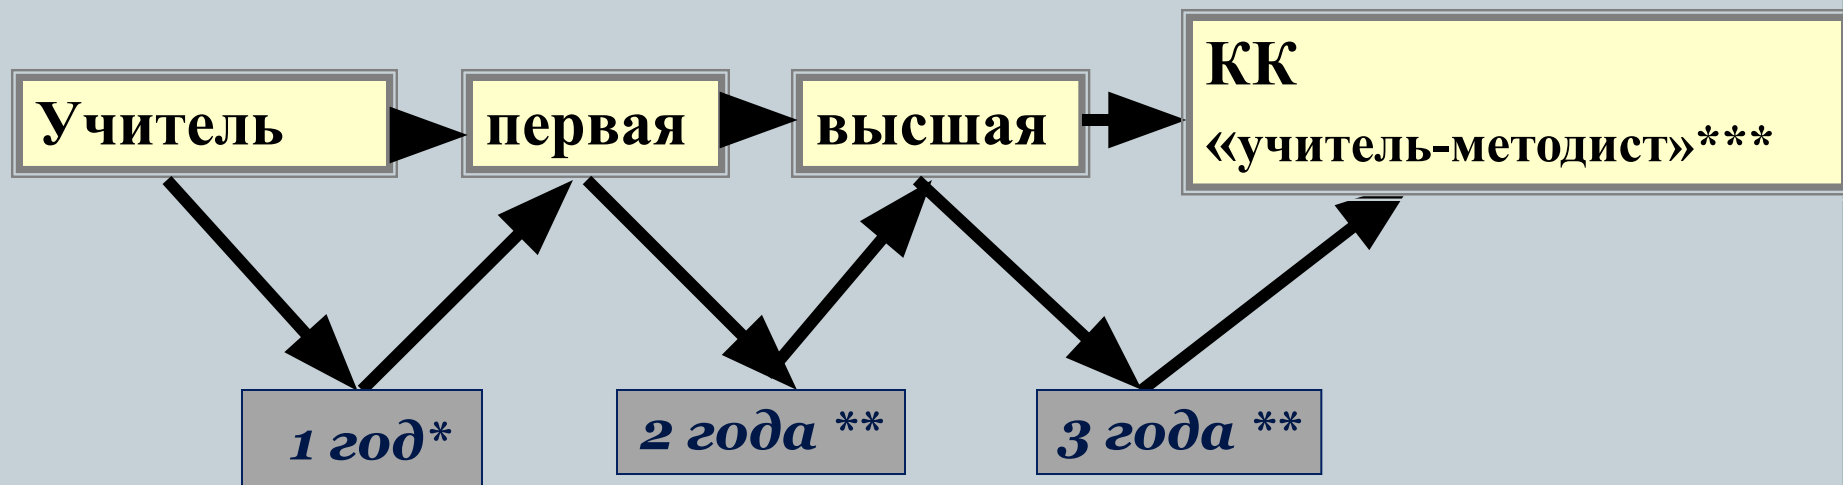 Учитель
первая
высшая
КК
«учитель-методист»***
1 год*
2 года **
3 года **